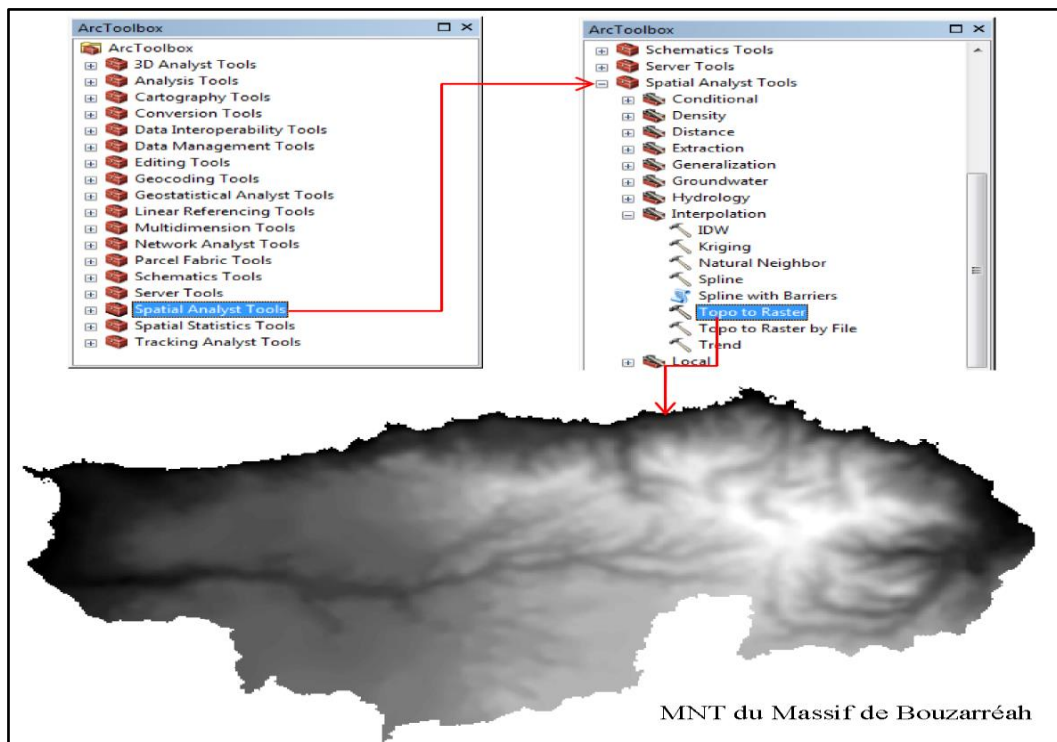 ArcToolbox
ArcToolbox
3D Analyst Tools
Analysis Tools
Cartography Tools
Conversion Tools
Data Interoperability Tools
Data Management Tools
Editing Tools
Geocoding Tools
Geostatistical Analyst Tools
Linear Referencing Tools
Multidimension Tools
Network Analyst Tools
Parcel Fabric Tools
Schematics Tools
Server Tools
Spatial Analyst Tools
Spatial Statistics Tools
Tracking Analyst Tools
ArcToolbox
Schematics Tools
Server Tools
Spatial Analyst Tools
Conditional
Density
Distance
Extraction
Generalization
Groundwater
Hydrology
Interpolation
IDW
Kriging
Natural Neighbor
Spline
Spline with Barriers
Topo to Raster
Topo to Raster by File
Trend
Local
MNT du Massif de Bouzarréah